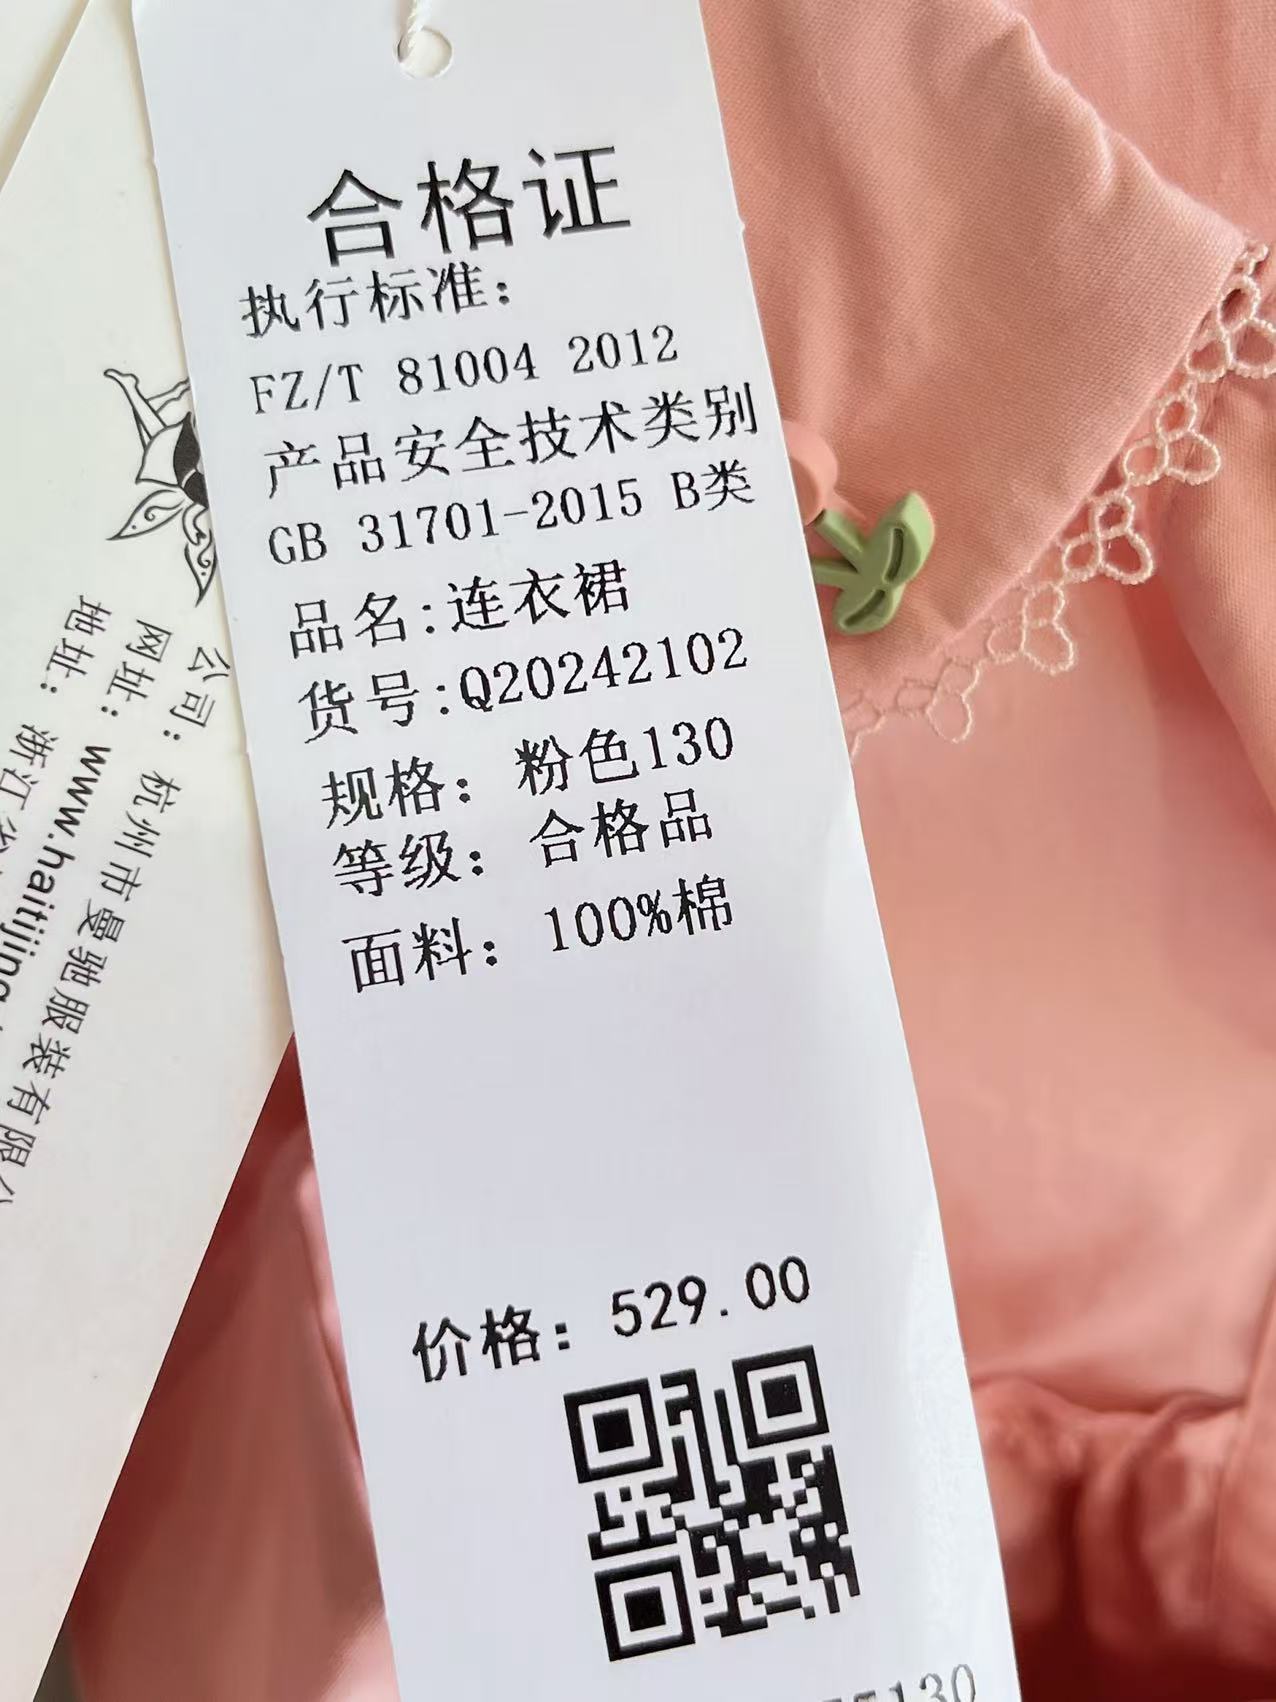 合格证
执行标准：
FZ/T 81004 2012
产品安全技术类别
GB 31701-2015 B类
品名:连衣裙
货号:Q20242102
规格：粉色130
等级：合格品
面料：100%棉
价格：529.00
公司：杭州市曼驰服装有限
网址：www.haitijing
地址：浙江省